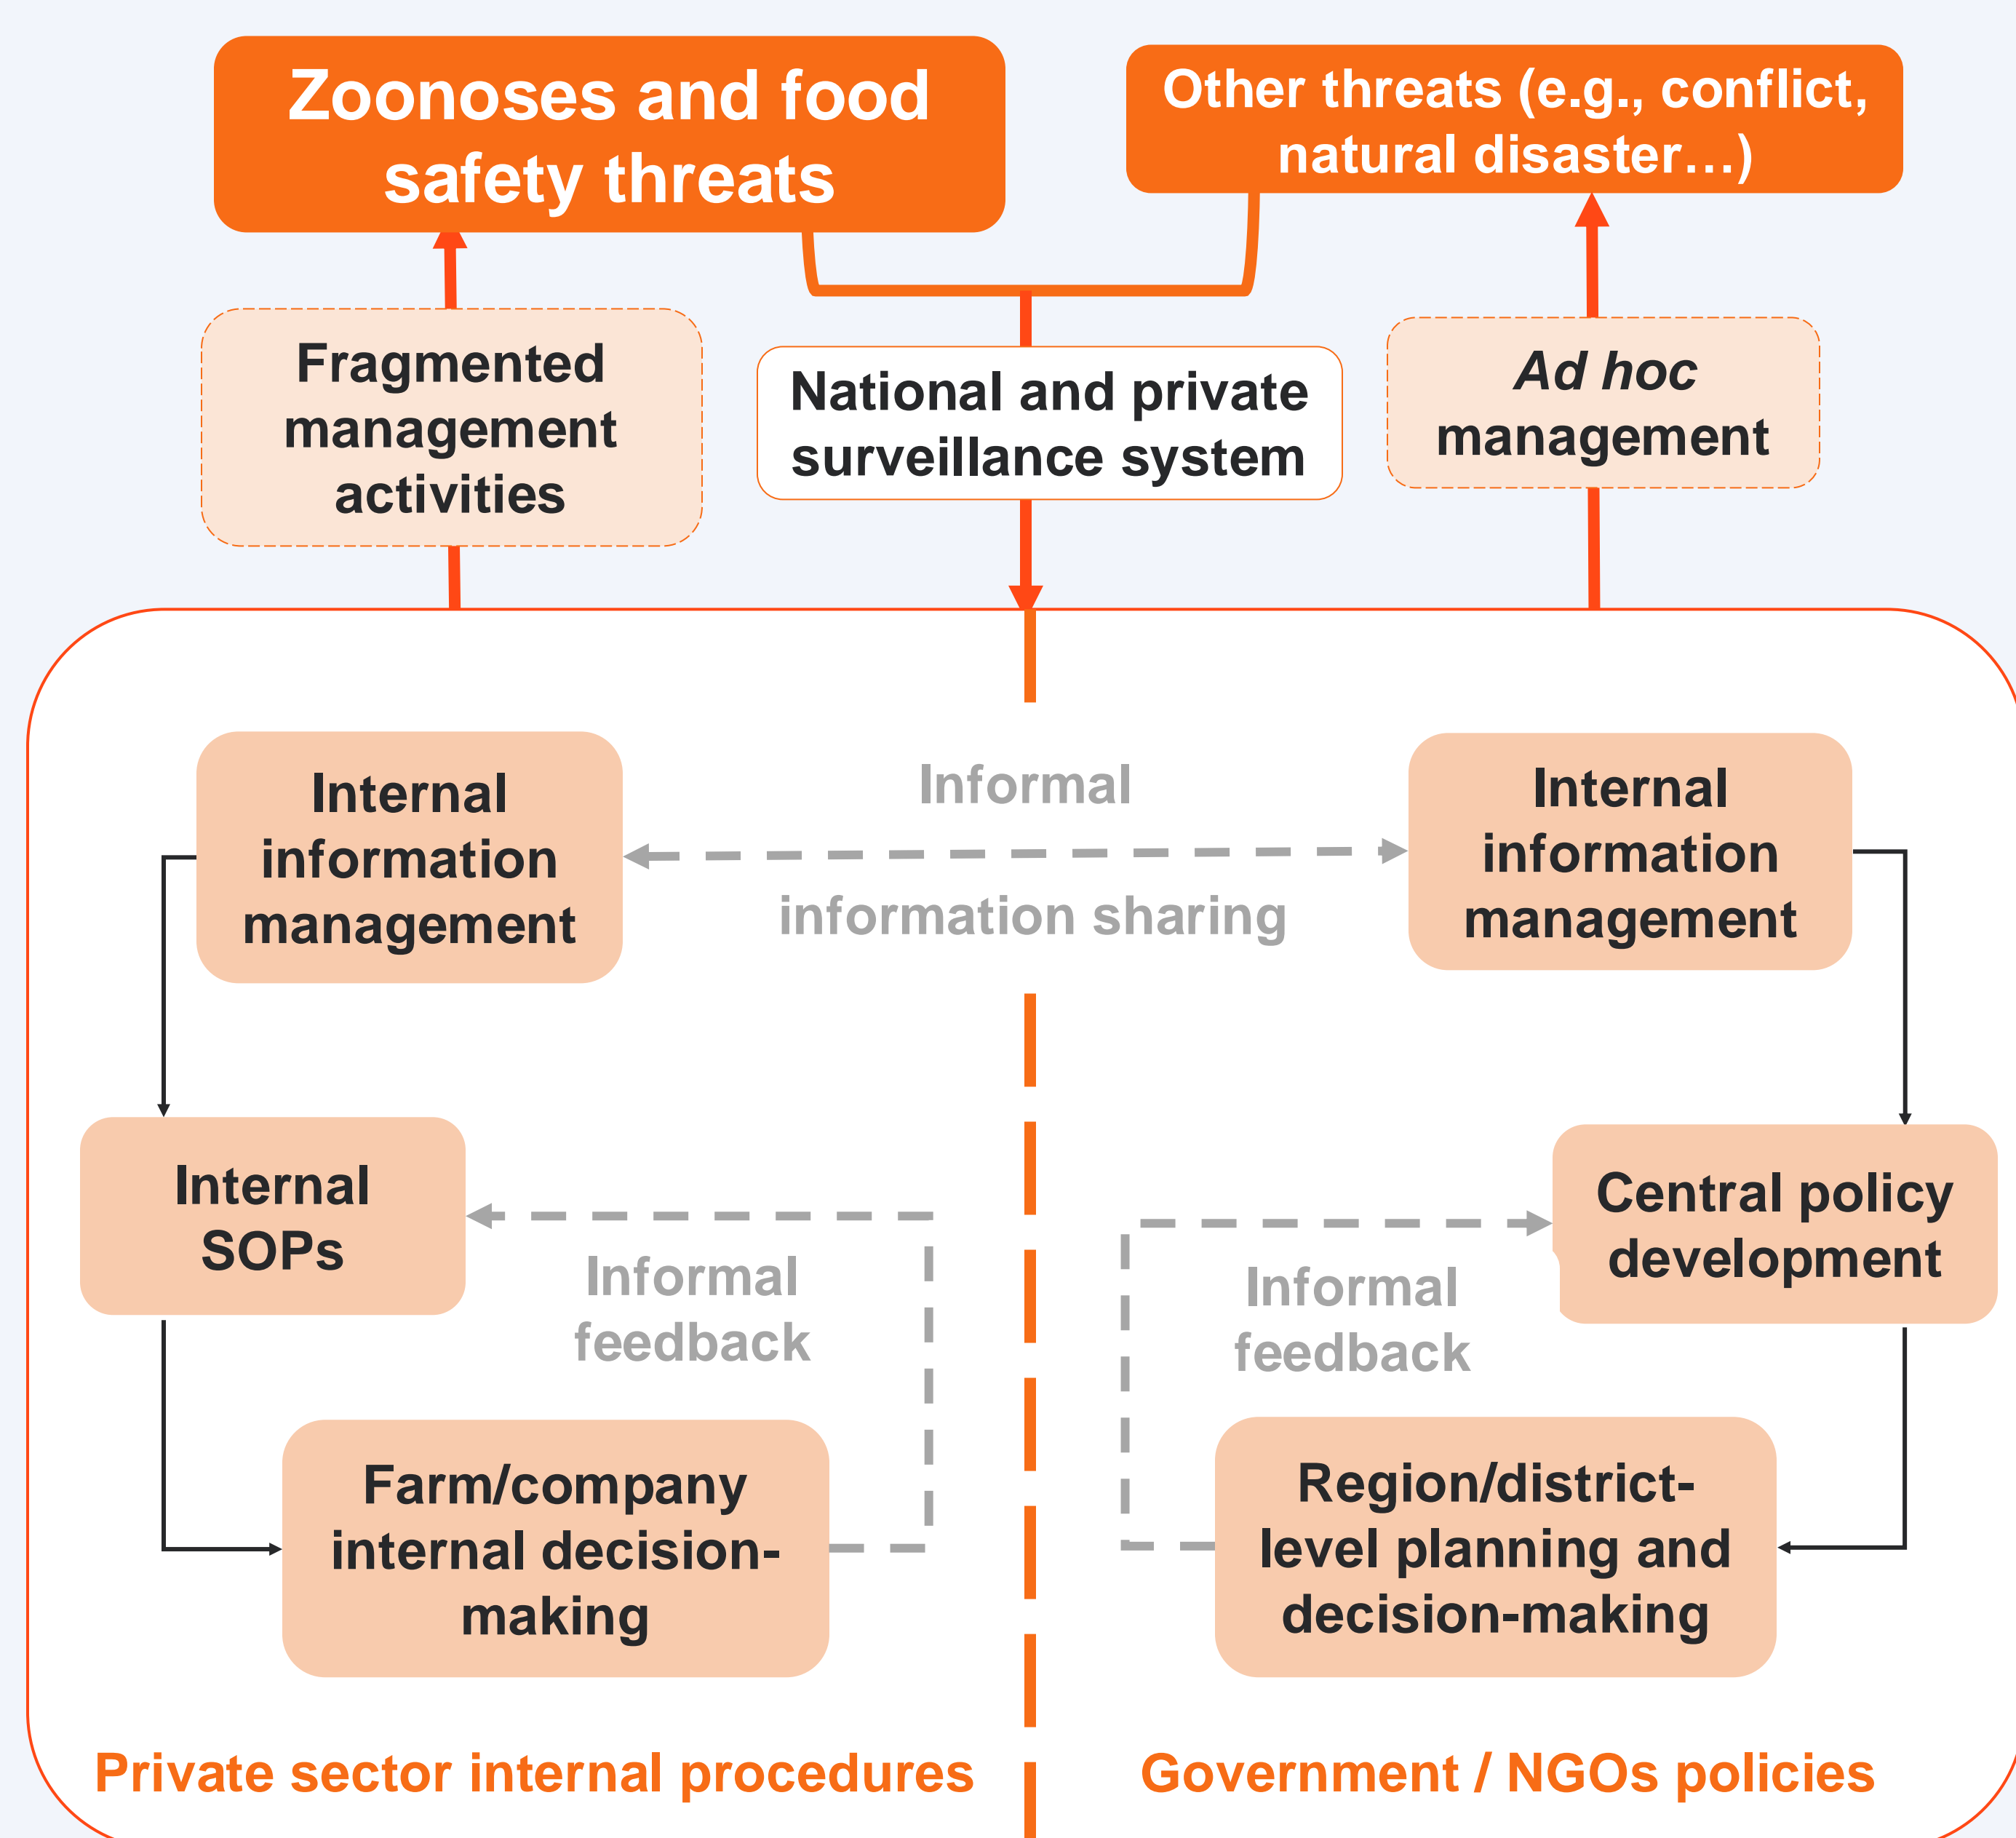 Zoonoses and food
safety threats
Other threats (e.g., conflict,
natural disaster…)
Fragmented
management
activities
National and private
surveillance system
Ad hoc
management
Internal
information
management
Informal
information sharing
Internal
information
management
Internal
SOPs
Informal
feedback
Central policy
development
Informal
feedback
Farm/company
internal decision-
making
Region/district-
level planning and
decision-making
Private sector internal procedures
Government / NGOs policies